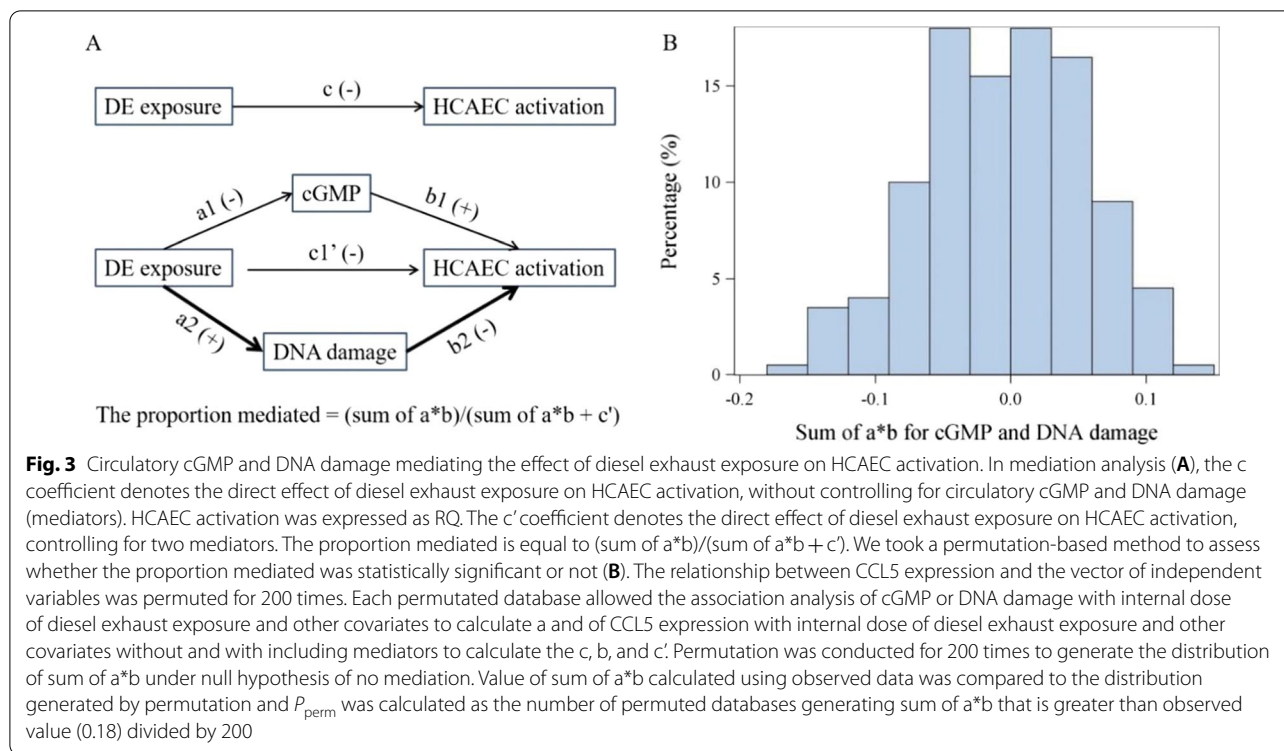 A
DE exposure
c (-)
HCAEC activation
cGMP
a1 (-)
b1 (+)
DE exposure
c1’ (-)
HCAEC activation
a2 (+)
DNA damage
b2 (-)
The proportion mediated = (sum of a*b)/(sum of a*b + c')
B
Percentage (%)
15
10
5
0
-0.2
-0.1
0.0
0.1
Sum of a*b for cGMP and DNA damage
Fig. 3 Circulatory cGMP and DNA damage mediating the effect of diesel exhaust exposure on HCAEC activation. In mediation analysis (A), the c
coefficient denotes the direct effect of diesel exhaust exposure on HCAEC activation, without controlling for circulatory cGMP and DNA damage
(mediators). HCAEC activation was expressed as RQ. The c’ coefficient denotes the direct effect of diesel exhaust exposure on HCAEC activation,
controlling for two mediators. The proportion mediated is equal to (sum of a*b)/(sum of a*b + c’). We took a permutation-based method to assess
whether the proportion mediated was statistically significant or not (B). The relationship between CCL5 expression and the vector of independent
variables was permuted for 200 times. Each permutated database allowed the association analysis of cGMP or DNA damage with internal dose
of diesel exhaust exposure and other covariates to calculate a and of CCL5 expression with internal dose of diesel exhaust exposure and other
covariates without and with including mediators to calculate the c, b, and c’. Permutation was conducted for 200 times to generate the distribution
of sum of a*b under null hypothesis of no mediation. Value of sum of a*b calculated using observed data was compared to the distribution
generated by permutation and Pperm was calculated as the number of permuted databases generating sum of a*b that is greater than observed
value (0.18) divided by 200